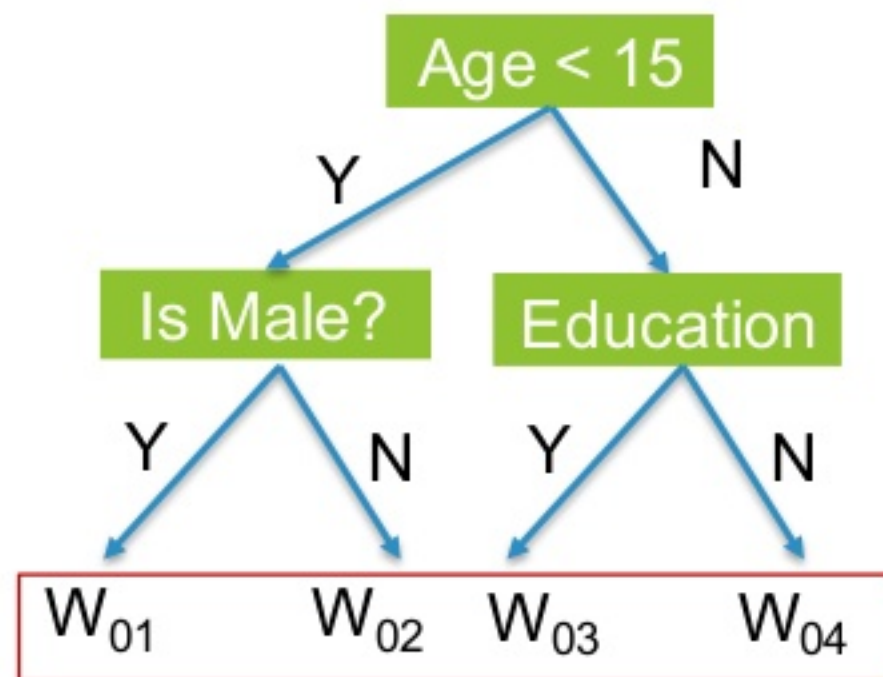 Age < 15
Y N
Is Male? Education
Y N Y N
W01 W02 W03 W04